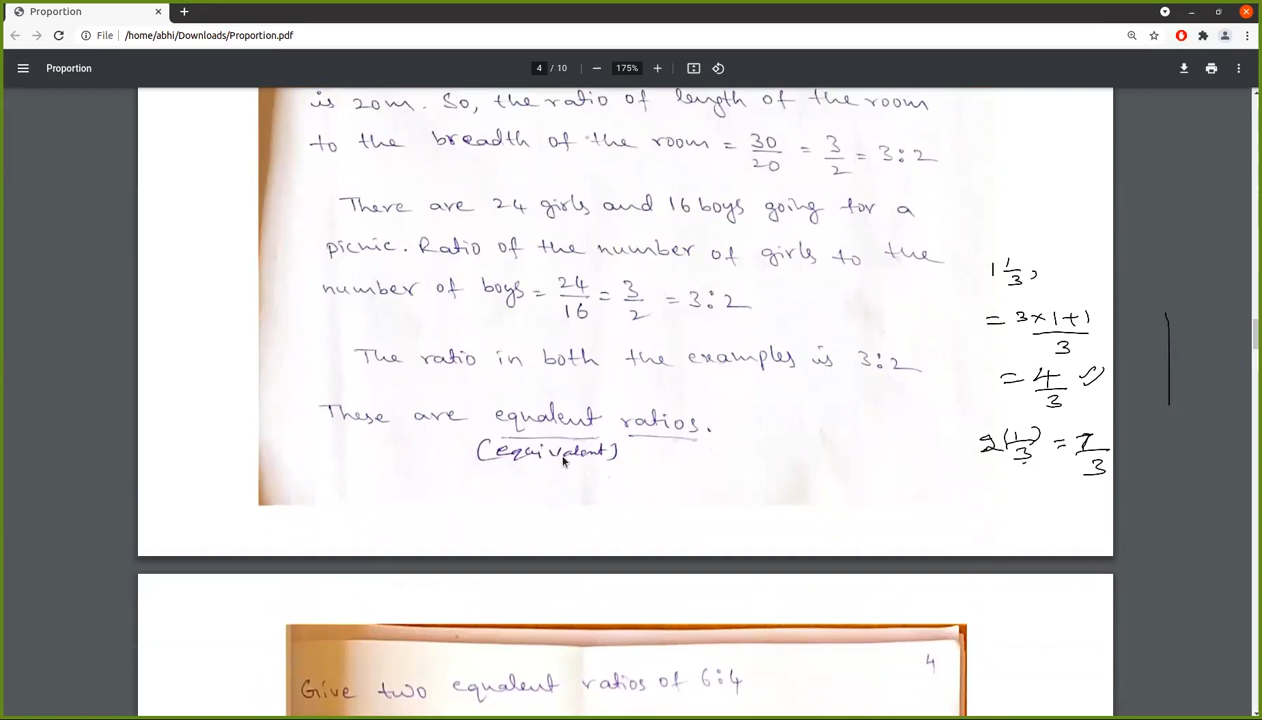 Proportion
File
/home/abhi/Downloads/Proportion.pdf
Proportion
4 / 10
175%
is 20m. So, the ratio of length of the room
to the breadth of the room = 30/20 = 3/2 = 3:2
There are 24 girls and 16 boys going for a
picnic. Ratio of the number of girls to the
number of boys = 24/16 = 3/2 = 3:2
The ratio in both the examples is 3:2
These are equalent ratios.
(equivalent)
1 1/3,
= 3x1+1/3
= 4/3
2(1/3) = 7/3
4
Give two equalent ratios of 6:4